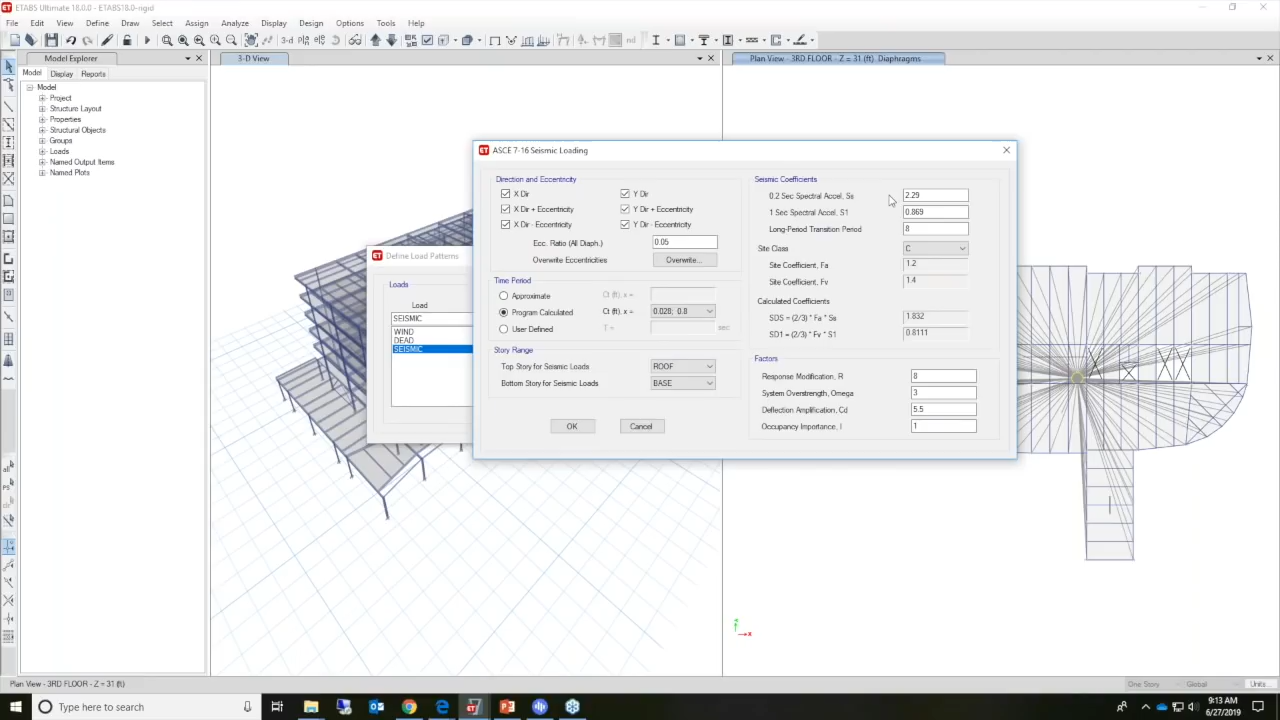 ETABS Ultimate 18.0.0 - ETABS18.0-rigid
File Edit View Define Draw Select Assign Analyze Display Design Options Tools Help
3-d
nd
Model Explorer
3-D View
Plan View - 3RD FLOOR - Z = 31 (ft) Diaphragms
Model Display Reports
Model
Project
Structure Layout
Properties
Structural Objects
Groups
Loads
Named Output Items
Named Plots
all
PS
clr
Define Load Patterns
Loads
Load
SEISMIC
WIND
DEAD
SEISMIC
ASCE 7-16 Seismic Loading
Direction and Eccentricity
X Dir Y Dir
X Dir + Eccentricity Y Dir + Eccentricity
X Dir - Eccentricity Y Dir - Eccentricity
Ecc. Ratio (All Diaph.) 0.05
Overwrite Eccentricities Overwrite...
Time Period
Approximate Ct (ft), x =
Program Calculated Ct (ft), x = 0.028; 0.8
User Defined T = sec
Story Range
Top Story for Seismic Loads ROOF
Bottom Story for Seismic Loads BASE
OK Cancel
Seismic Coefficients
0.2 Sec Spectral Accel, Ss 2.29
1 Sec Spectral Accel, S1 0.869
Long-Period Transition Period 8
Site Class C
Site Coefficient, Fa 1.2
Site Coefficient, Fv 1.4
Calculated Coefficients
SDS = (2/3) * Fa * Ss 1.832
SD1 = (2/3) * Fv * S1 0.8111
Factors
Response Modification, R 8
System Overstrength, Omega 3
Deflection Amplification, Cd 5.5
Occupancy Importance, I 1
X
Plan View - 3RD FLOOR - Z = 31 (ft)
One Story Global Units...
Type here to search
9:13 AM
6/27/2019